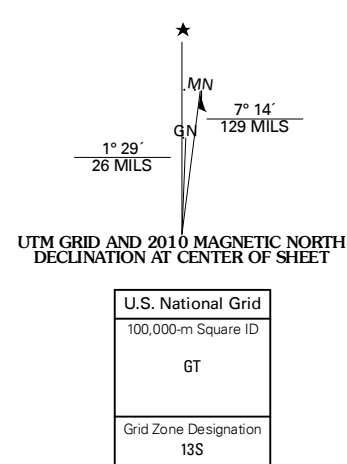 MN
7° 14´
129 MILS
GN
1° 29´
26 MILS
UTM GRID AND 2010 MAGNETIC NORTH
DECLINATION AT CENTER OF SHEET
U.S. National Grid
100,000-m Square ID
GT
Grid Zone Designation
13S